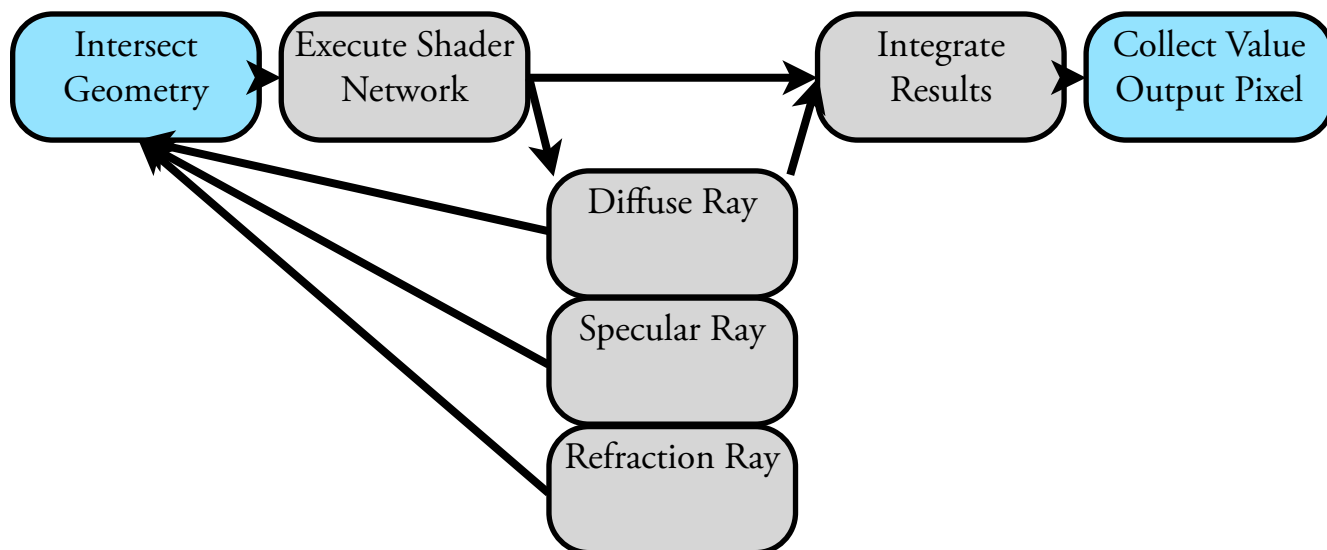 Intersect
Geometry
Execute Shader
Network
Integrate
Results
Collect Value
Output Pixel
Diffuse Ray
Specular Ray
Refraction Ray